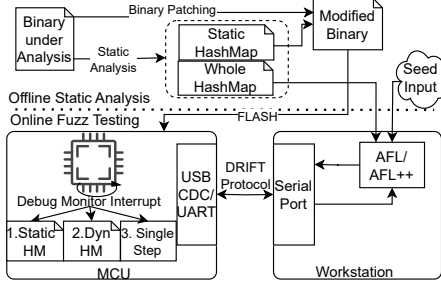 Binary Patching
Binary
under
Analysis
Static
Analysis
Static
HashMap
Whole
HashMap
Modified
Binary
Seed
Input
Offline Static Analysis
Online Fuzz Testing
FLASH
Debug Monitor Interrupt
1.Static
HM
2.Dyn
HM
3. Single
Step
MCU
USB
CDC/
UART
DRIFT
Protocol
Serial
Port
AFL/
AFL++
Workstation